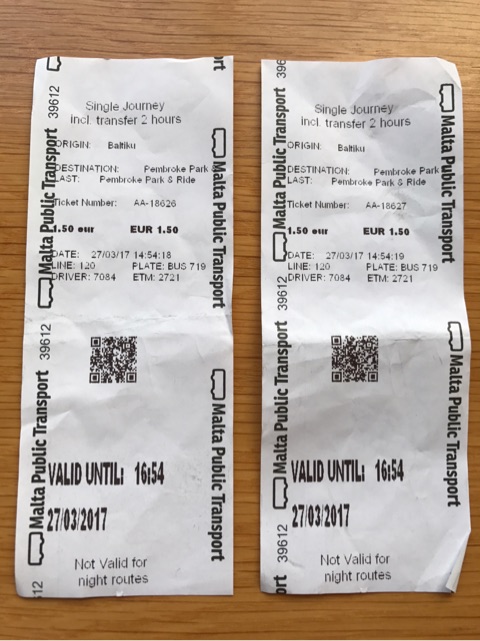 Single Journey
incl. transfer 2 hours
ORIGIN: Baltiku
DESTINATION: Pembroke Park &
LAST: Pembroke Park & Ride
Ticket Number: AA-18626
1.50 eur EUR 1.50
DATE: 27/03/17 14:54:18
LINE: 120 PLATE: BUS 719
DRIVER: 7084 ETM: 2721
VALID UNTIL: 16:54
27/03/2017
Not Valid for
night routes
39612
Malta Public Transport
39612
Malta Public Transport
39612
rt
Malta Public Transport
Malta Public Transport
Single Journey
incl. transfer 2 hours
ORIGIN: Baltiku
DESTINATION: Pembroke Park &
LAST: Pembroke Park & Ride
Ticket Number: AA-18627
1.50 eur EUR 1.50
DATE: 27/03/17 14:54:19
LINE: 120 PLATE: BUS 719
DRIVER: 7084 ETM: 2721
VALID UNTIL: 16:54
27/03/2017
Not Valid for
night routes
396
Malta Public Transport
39612
Malta Public Transport
39612
ort
Malta Public Transport
Malta Public Transport